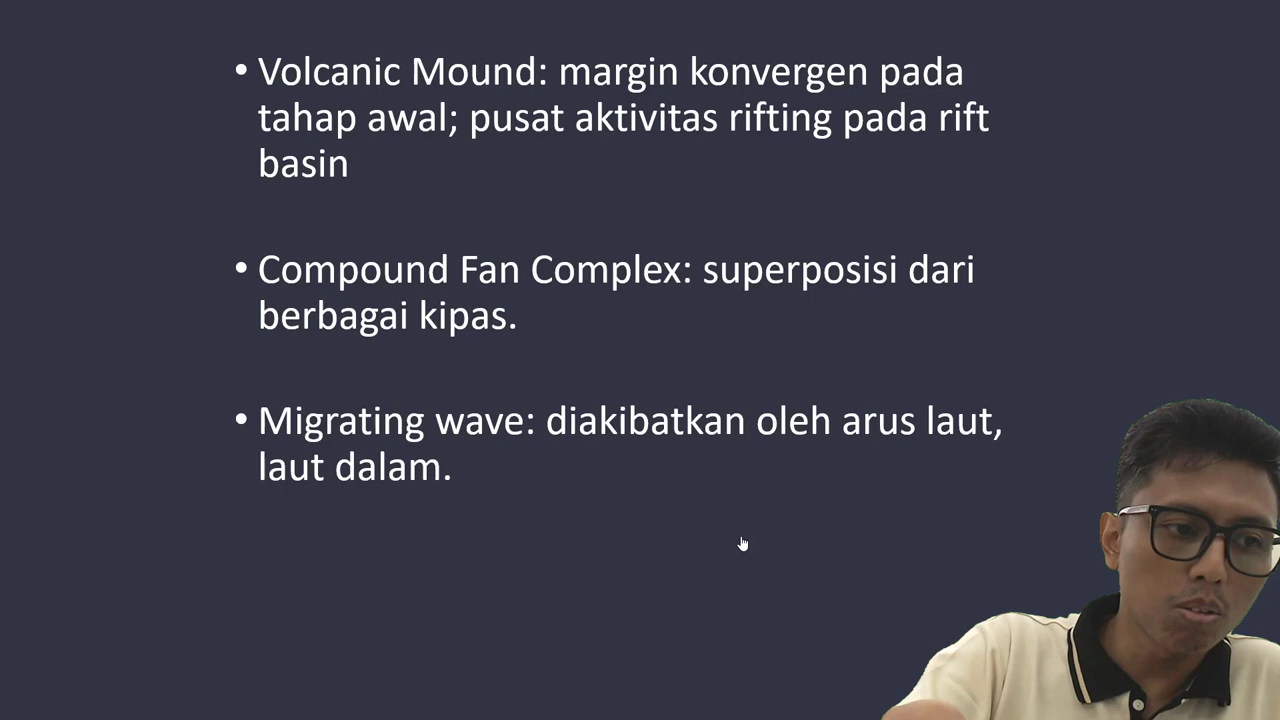 • Volcanic Mound: margin konvergen pada
tahap awal; pusat aktivitas rifting pada rift
basin
• Compound Fan Complex: superposisi dari
berbagai kipas.
• Migrating wave: diakibatkan oleh arus laut,
laut dalam.